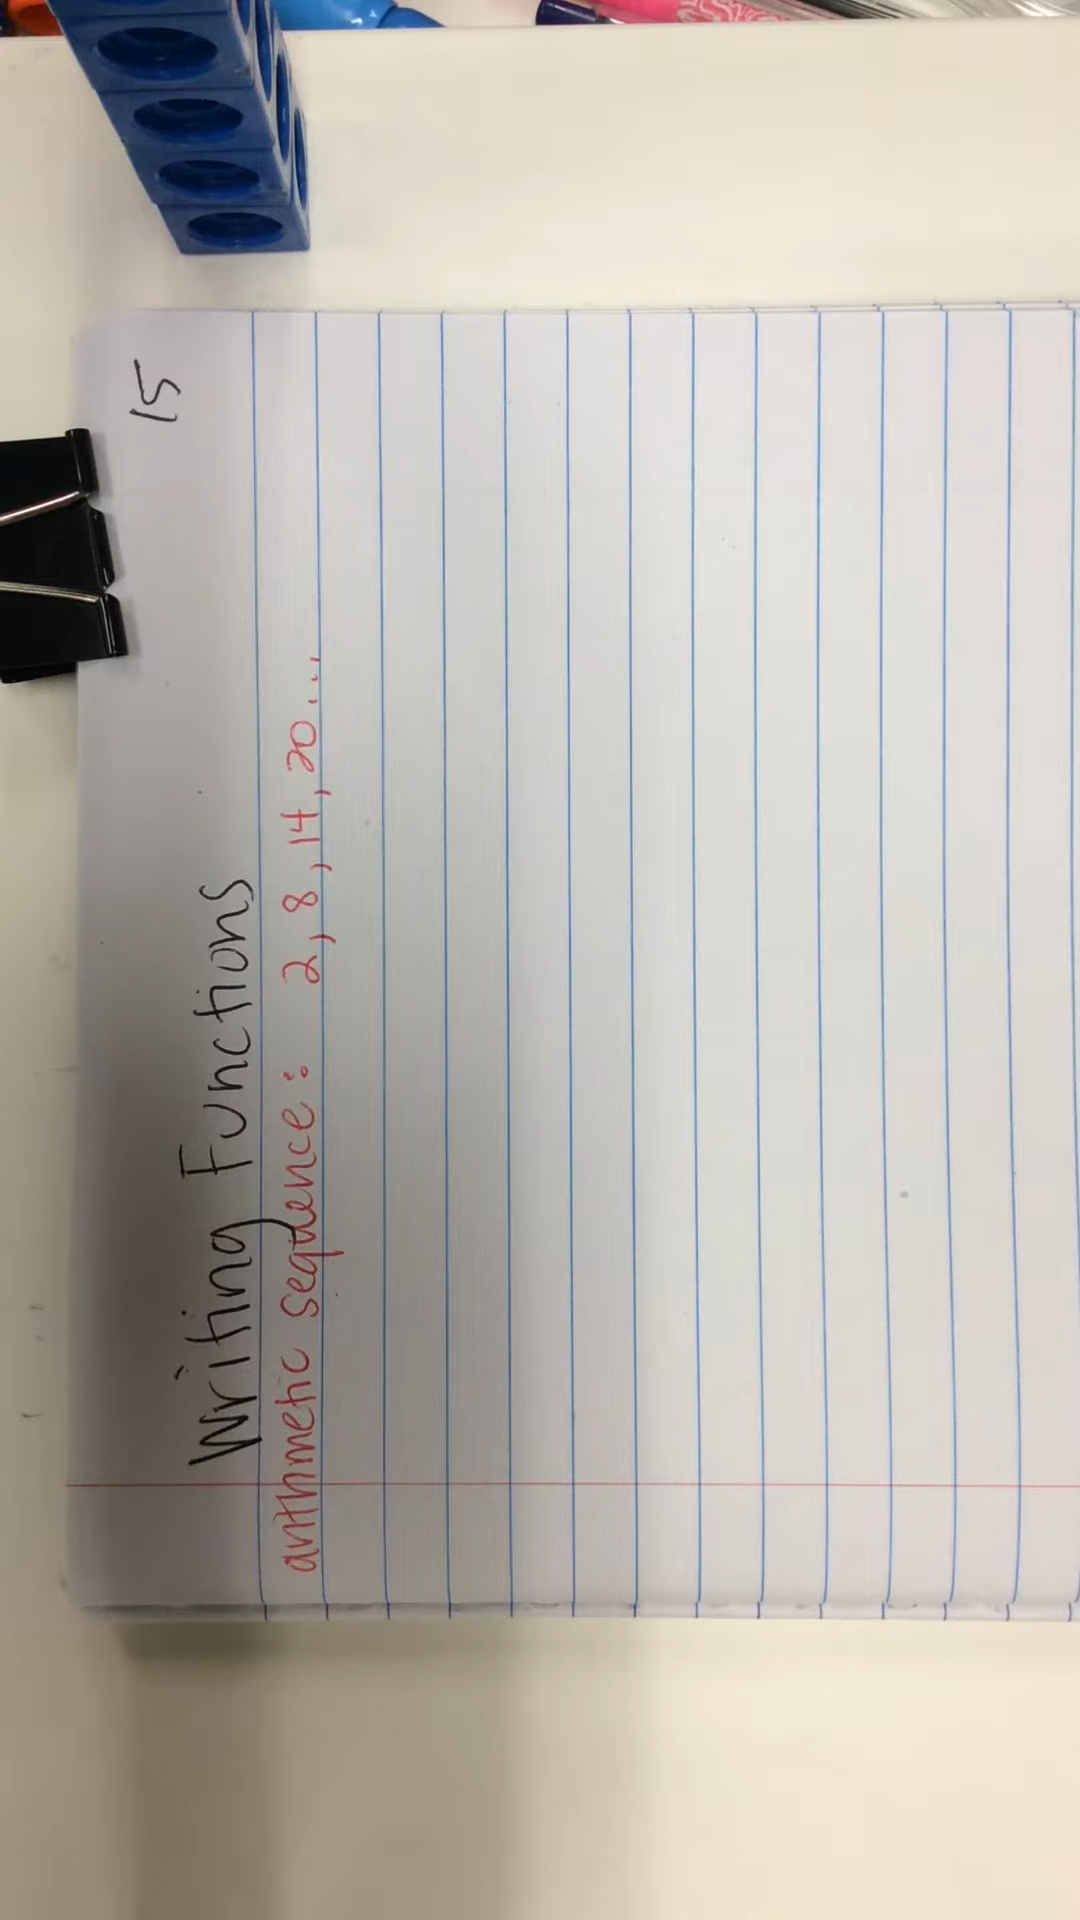 15
Writing Functions
arithmetic sequence: 2, 8, 14, 20...